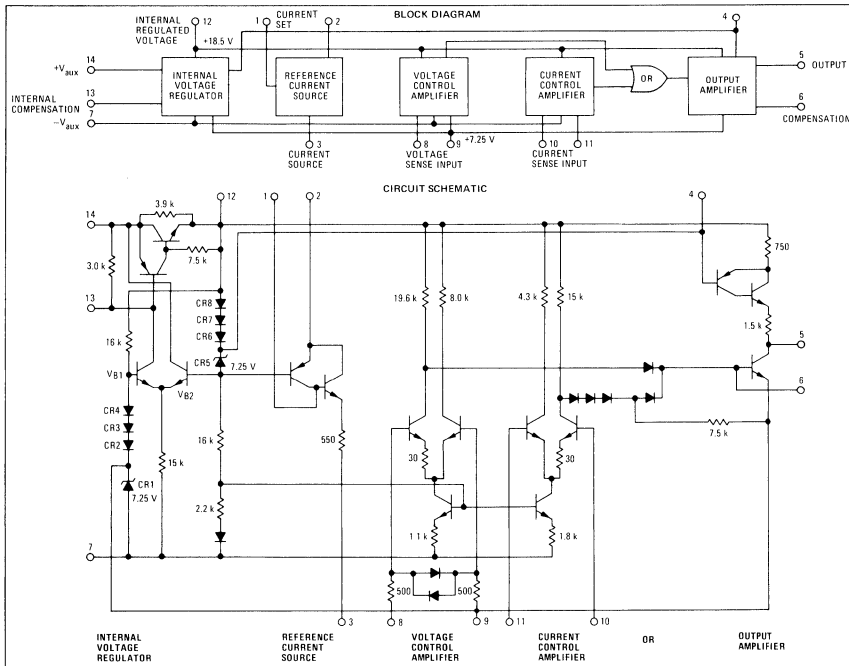 BLOCK DIAGRAM
INTERNAL
REGULATED
VOLTAGE
12
CURRENT
SET
1
2
4
+18.5 V
14
+Vaux
INTERNAL
COMPENSATION
13
7
−Vaux
INTERNAL
VOLTAGE
REGULATOR
REFERENCE
CURRENT
SOURCE
VOLTAGE
CONTROL
AMPLIFIER
CURRENT
CONTROL
AMPLIFIER
OR
OUTPUT
AMPLIFIER
5
OUTPUT
6
COMPENSATION
3
CURRENT
SOURCE
8
9
+7.25 V
VOLTAGE
SENSE INPUT
10
11
CURRENT
SENSE INPUT
CIRCUIT SCHEMATIC
14
3.9 k
12
1
2
4
3.0 k
7.5 k
750
13
CR8
CR7
CR6
CR5
7.25 V
19.6 k
8.0 k
4.3 k
15 k
1.5 k
5
16 k
VB1
VB2
6
CR4
CR3
CR2
16 k
550
7.5 k
15 k
30
30
CR1
7.25 V
2.2 k
1.1 k
1.8 k
7
500
500
3
8
9
11
10
INTERNAL
VOLTAGE
REGULATOR
REFERENCE
CURRENT
SOURCE
VOLTAGE
CONTROL
AMPLIFIER
CURRENT
CONTROL
AMPLIFIER
OR
OUTPUT
AMPLIFIER